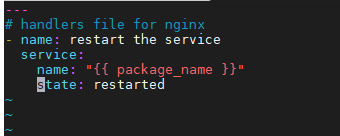 ---
# handlers file for nginx
- name: restart the service
  service:
    name: "{{ package_name }}"
    state: restarted
~
~
~